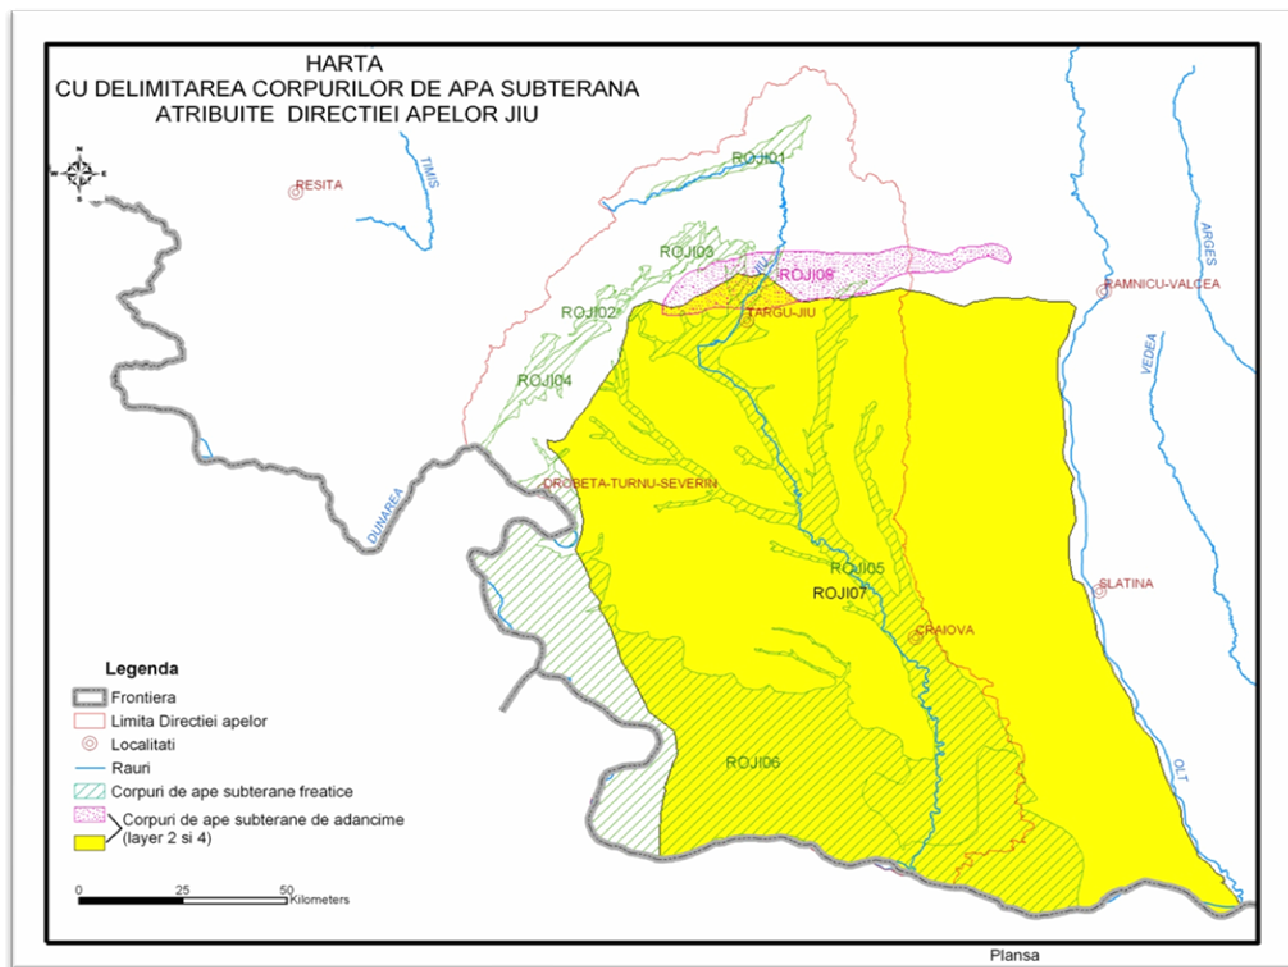 HARTA
CU DELIMITAREA CORPURILOR DE APA SUBTERANA
ATRIBUITE DIRECTIEI APELOR JIU
N
W
E
S
RESITA
TIMIS
ROJI01
ARGES
ROJI03
JIU
ROJI08
RAMNICU-VALCEA
ROJI02
TARGU-JIU
VEDEA
ROJI04
DROBETA-TURNU-SEVERIN
DUNAREA
ROJI05
ROJI07
SLATINA
CRAIOVA
ROJI06
OLT
Legenda
Frontiera
Limita Directiei apelor
Localitati
Rauri
Corpuri de ape subterane freatice
Corpuri de ape subterane de adancime
(layer 2 si 4)
0 25 50
Kilometers
Plansa